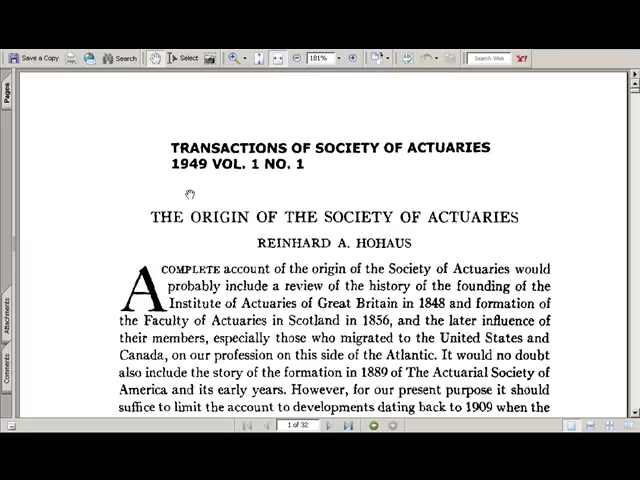 Save a Copy Search Select 181% Search Web Y!
Pages
TRANSACTIONS OF SOCIETY OF ACTUARIES
1949 VOL. 1 NO. 1
THE ORIGIN OF THE SOCIETY OF ACTUARIES
REINHARD A. HOHAUS
A COMPLETE account of the origin of the Society of Actuaries would
probably include a review of the history of the founding of the
Institute of Actuaries of Great Britain in 1848 and formation of
the Faculty of Actuaries in Scotland in 1856, and the later influence of
their members, especially those who migrated to the United States and
Canada, on our profession on this side of the Atlantic. It would no doubt
also include the story of the formation in 1889 of The Actuarial Society of
America and its early years. However, for our present purpose it should
suffice to limit the account to developments dating back to 1909 when the
Attachments
Comments
1 of 32